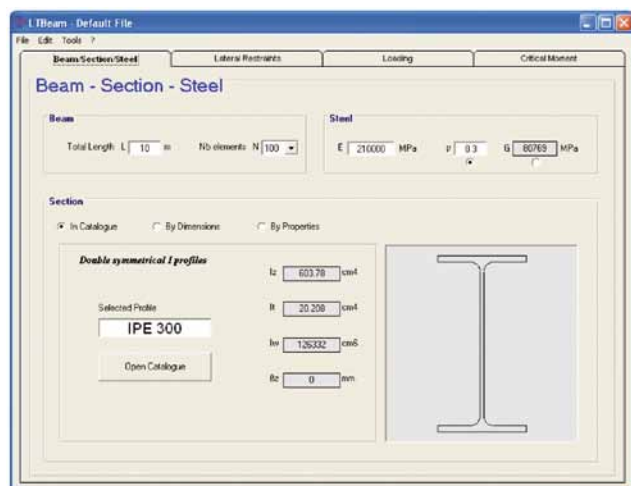 LTBeam - Default File
File Edit Tools ?
Beam/Section/Steel Lateral Restraints Loading Critical Moment
Beam - Section - Steel
Beam
Total Length L 10 m Nb elements N 100
Steel
E 210000 MPa μ 0.3 G 80769 MPa
Section
In Catalogue By Dimensions By Properties
Double symmetrical I profiles
Selected Profile
IPE 300
Open Catalogue
Iz 603.78 cm4
It 20.208 cm4
Iw 126332 cm6
βz 0 mm